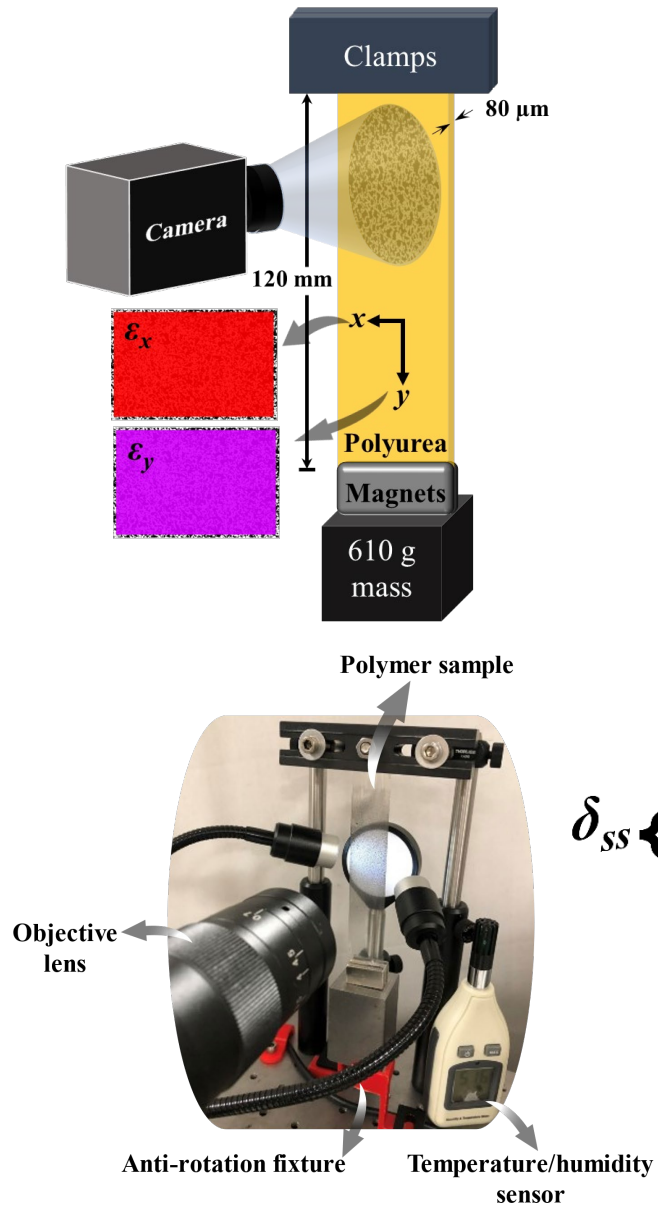 Clamps
80 μm
Camera
120 mm
x
εx
y
εy
Polyurea
Magnets
610 g
mass
Polymer sample
δss
Objective
lens
Anti-rotation fixture
Temperature/humidity
sensor